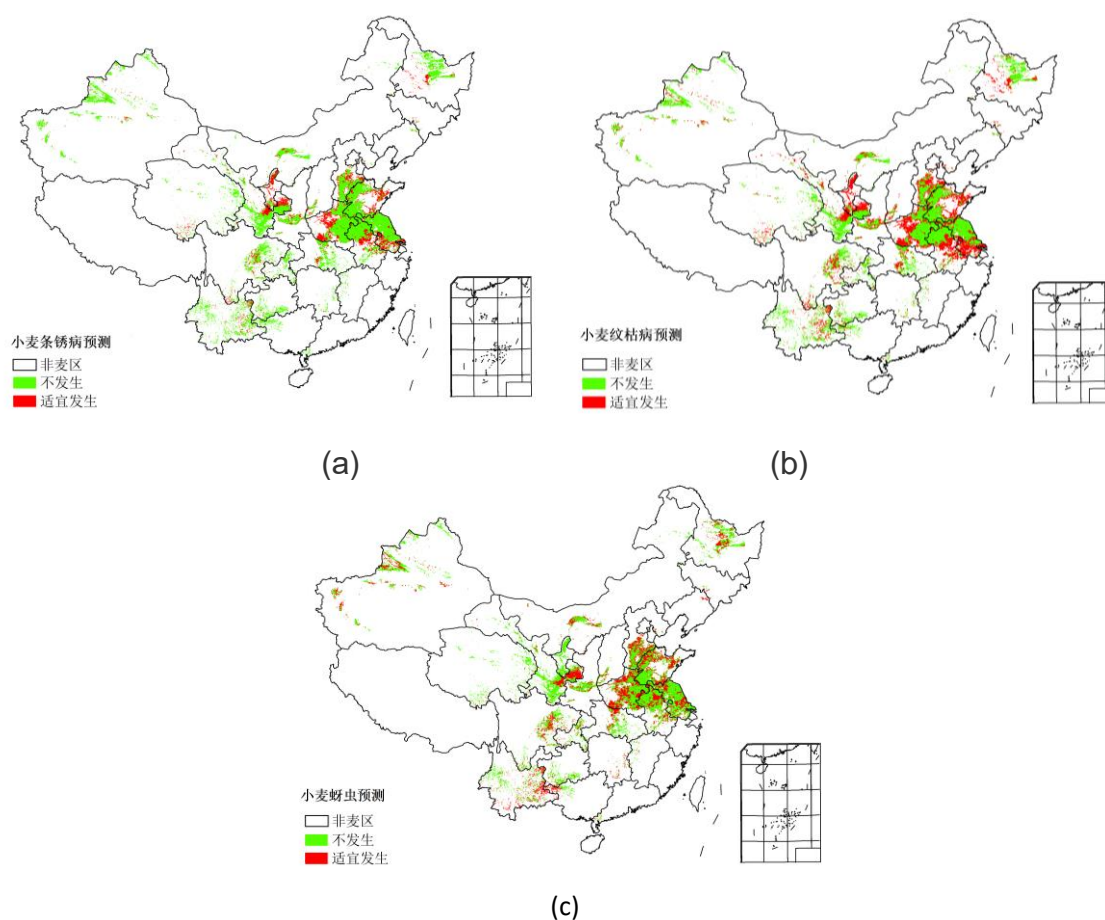 小麦条锈病预测
非麦区
不发生
适宜发生
(a)
小麦纹枯病预测
非麦区
不发生
适宜发生
(b)
小麦蚜虫预测
非麦区
不发生
适宜发生
(c)